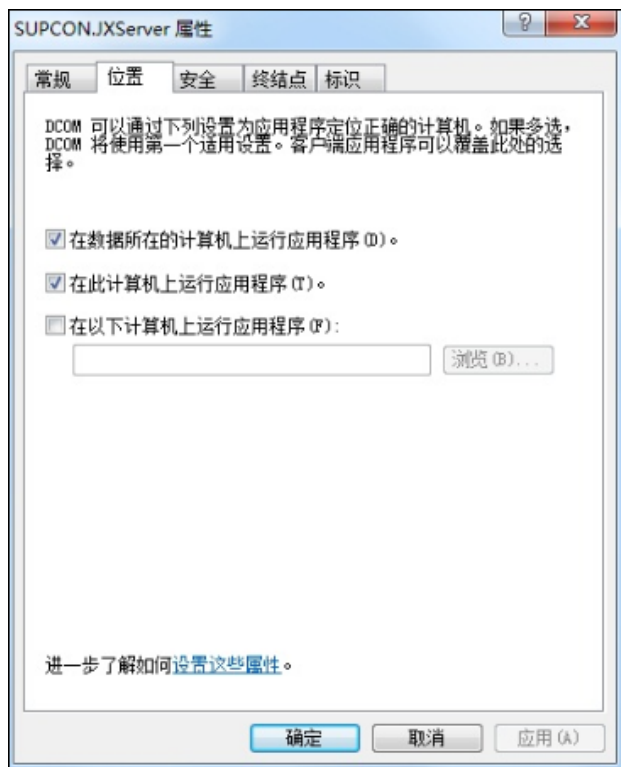 SUPCON.JXServer 属性
常规 位置 安全 终结点 标识
DCOM 可以通过下列设置为应用程序定位正确的计算机。如果多选，
DCOM 将使用第一个适用设置。客户端应用程序可以覆盖此处的选
择。
在数据所在的计算机上运行应用程序(D)。
在此计算机上运行应用程序(T)。
在以下计算机上运行应用程序(F):
浏览(B)...
进一步了解如何设置这些属性。
确定 取消 应用(A)